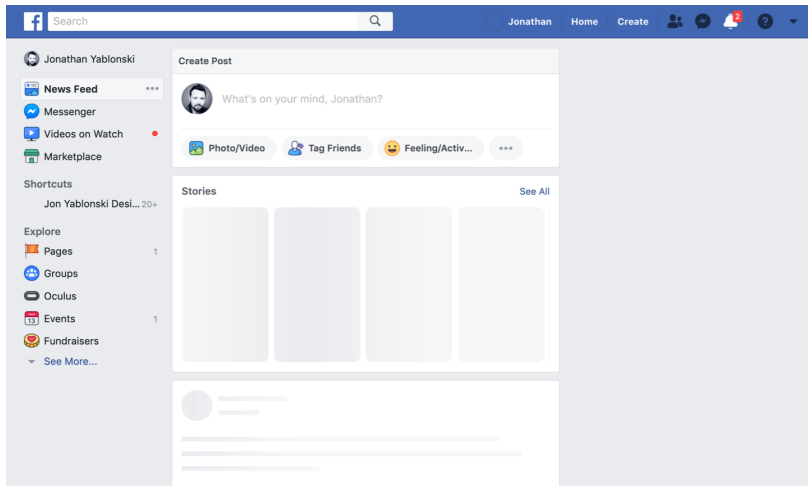 f Search Jonathan Home Create 2
Jonathan Yablonski
News Feed
Messenger
Videos on Watch
Marketplace
Shortcuts
Jon Yablonski Desi... 20+
Explore
Pages 1
Groups
Oculus
13 Events 1
Fundraisers
See More...
Create Post
What's on your mind, Jonathan?
Photo/Video Tag Friends Feeling/Activ...
Stories See All